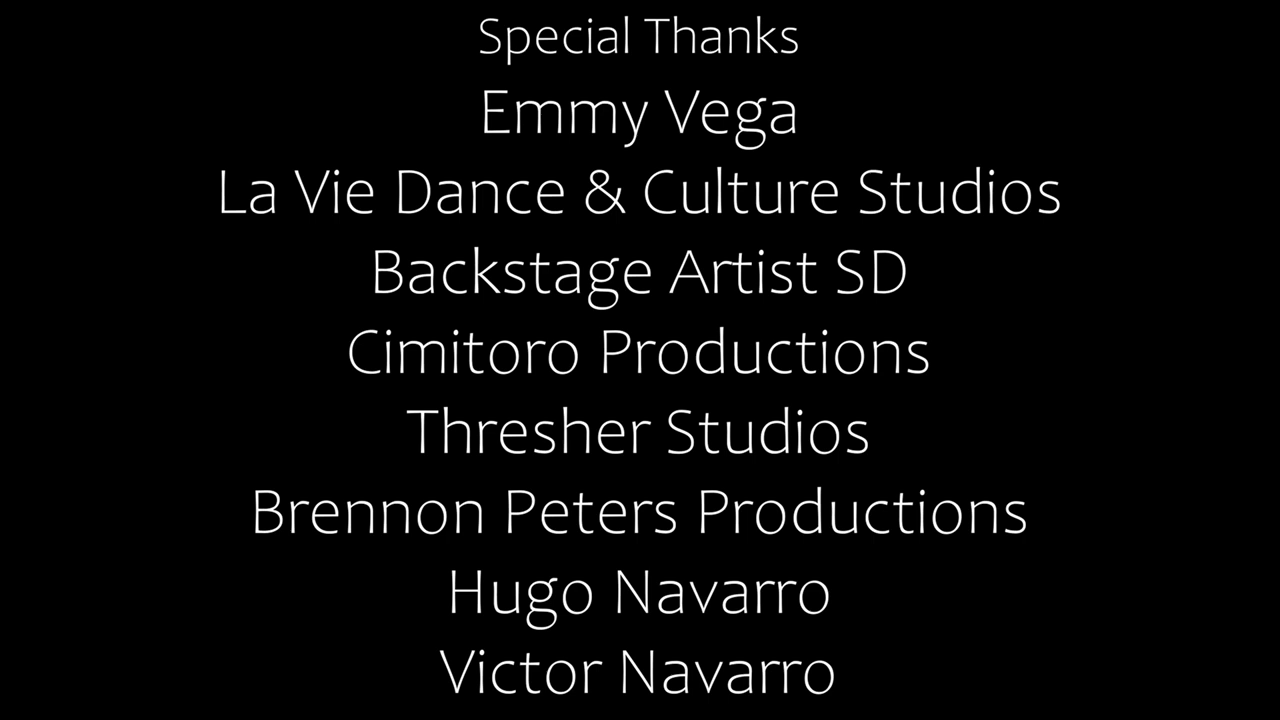 Special Thanks
Emmy Vega
La Vie Dance & Culture Studios
Backstage Artist SD
Cimitoro Productions
Thresher Studios
Brennon Peters Productions
Hugo Navarro
Victor Navarro